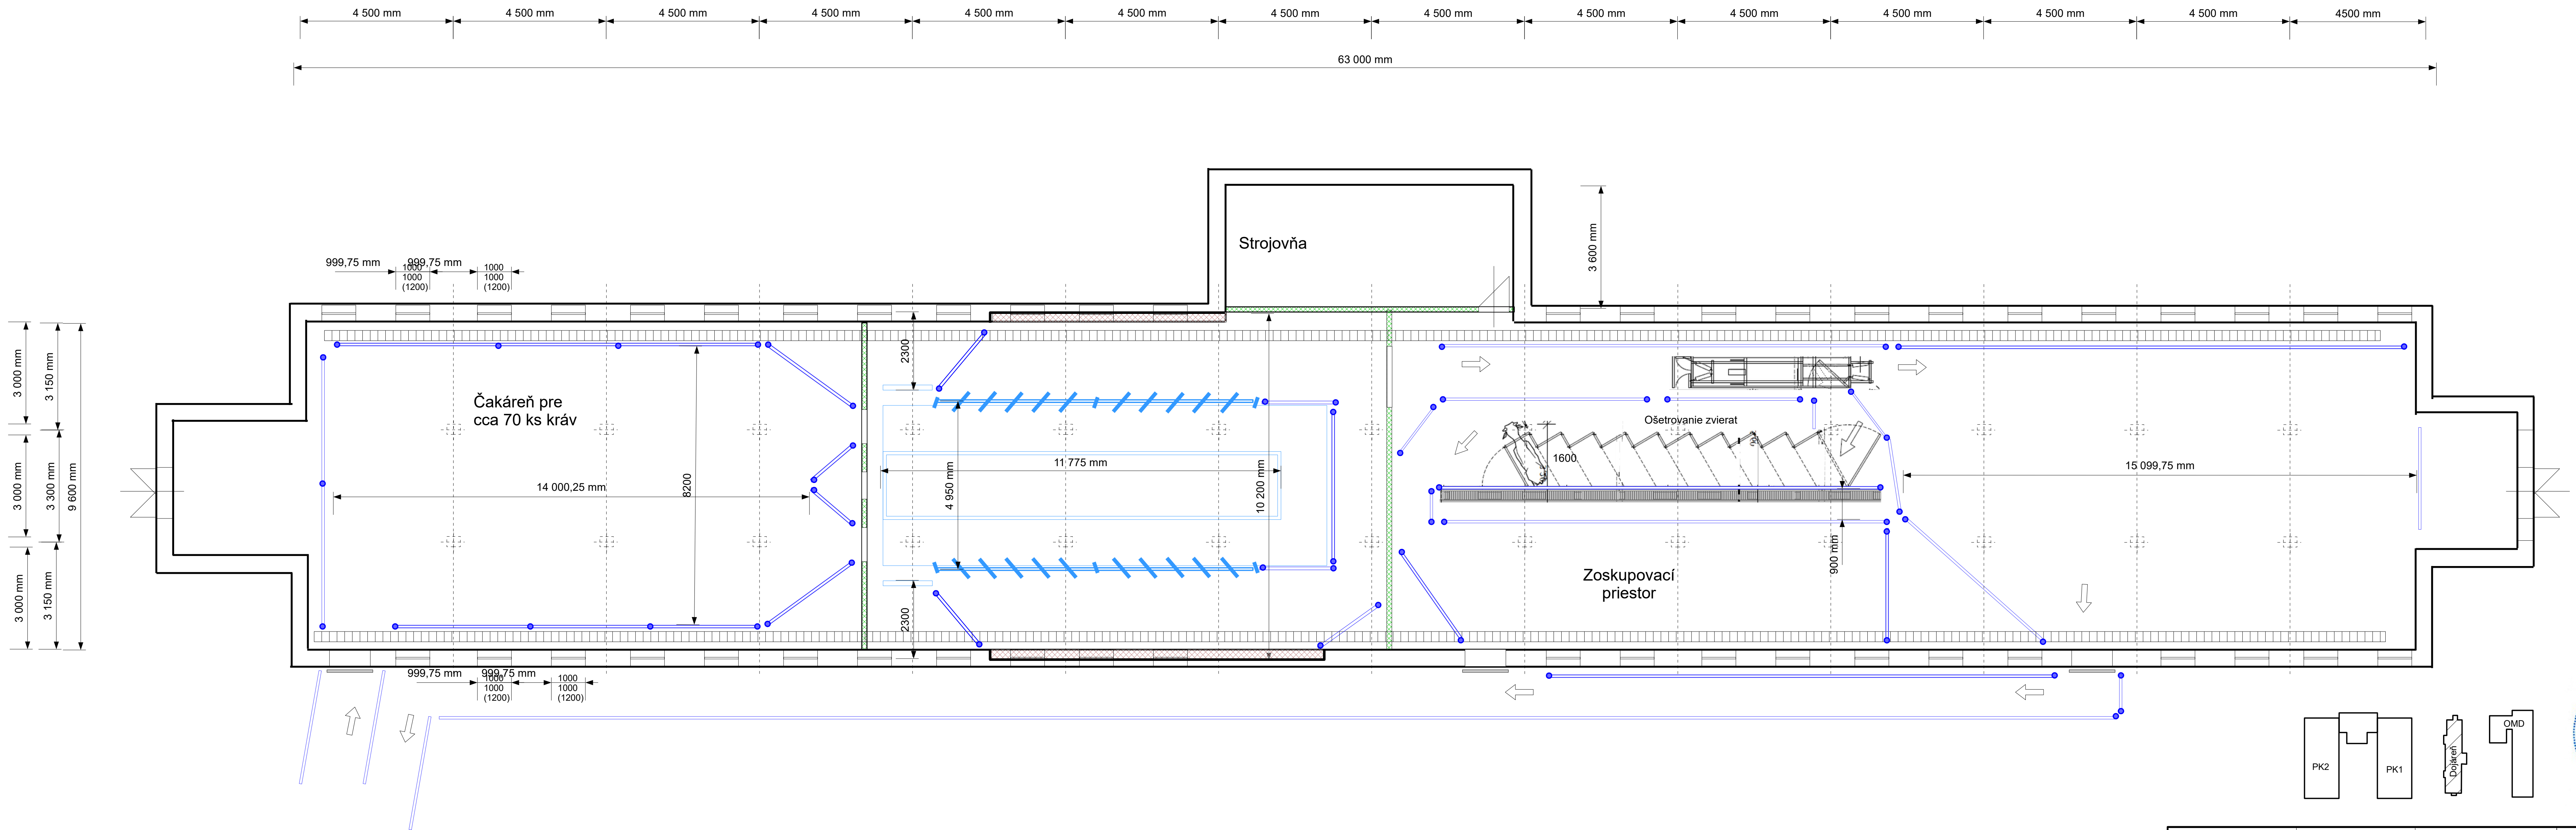 4 500 mm 4 500 mm 4 500 mm 4 500 mm 4 500 mm 4 500 mm 4 500 mm 4 500 mm 4 500 mm 4 500 mm 4 500 mm 4 500 mm 4 500 mm 4500 mm
63 000 mm
Strojovňa
3 600 mm
999,75 mm
999,75 mm
1000
1000
(1200)
1000
1000
(1200)
3 000 mm
3 150 mm
3 000 mm
3 300 mm
9 600 mm
3 000 mm
3 150 mm
Čakáreň pre
cca 70 ks kráv
14 000,25 mm
8200
2300
4 950 mm
11 775 mm
10 200 mm
2300
Ošetrovanie zvierat
1600
15 099,75 mm
900 mm
Zoskupovací
priestor
999,75 mm
999,75 mm
1000
1000
(1200)
1000
1000
(1200)
PK2
PK1
Dojáreň
OMD